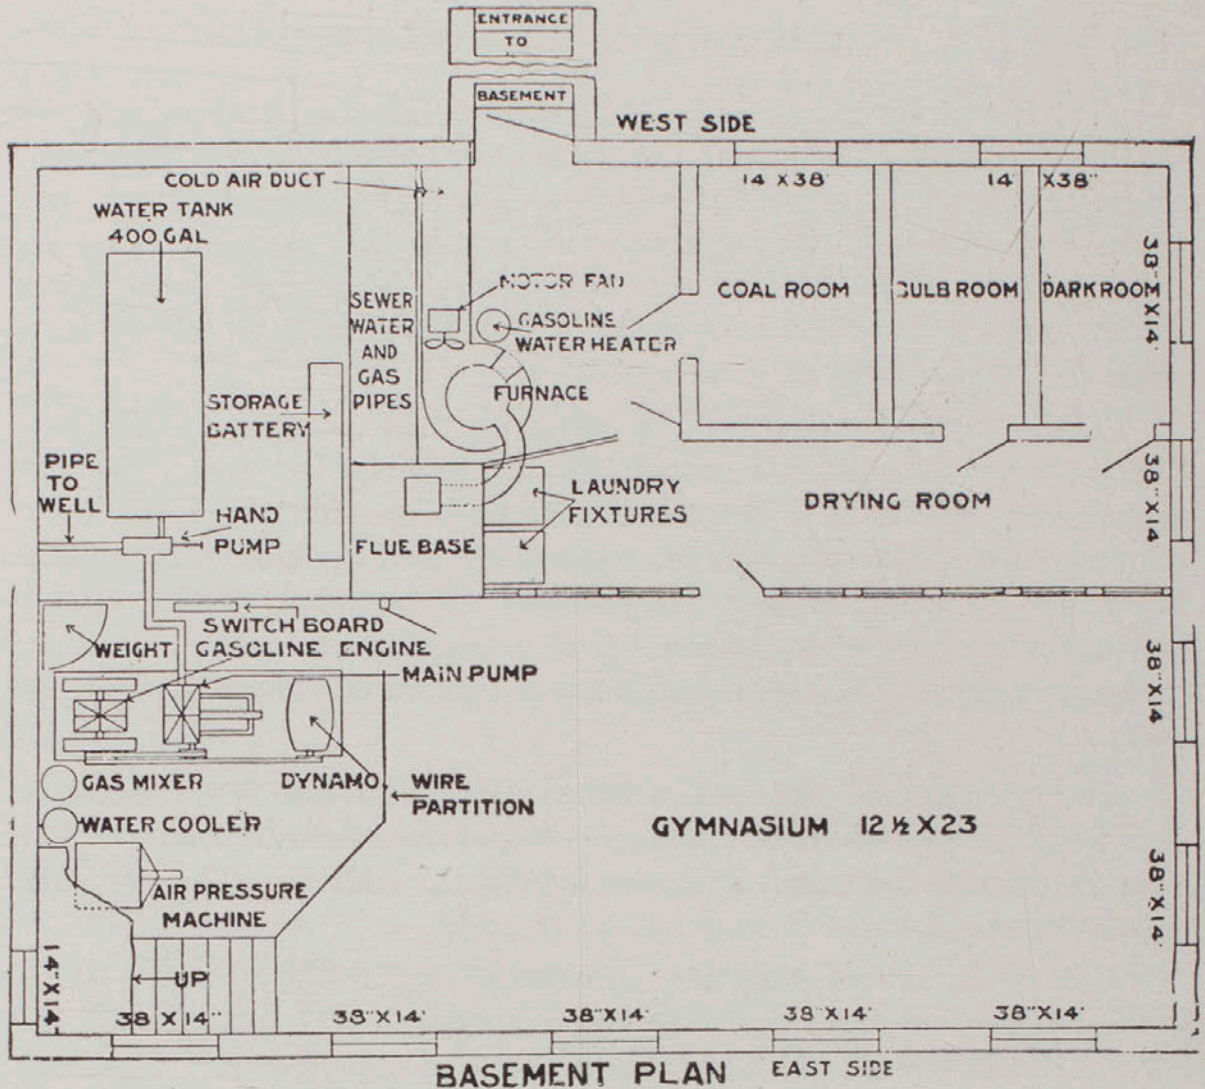 ENTRANCE
TO
BASEMENT
WEST SIDE
COLD AIR DUCT
14 X 38
14 X38"
WATER TANK
400 GAL
38" X14'
MOTOR FAN
SEWER
WATER
AND
GAS
PIPES
COAL ROOM
BULB ROOM
DARK ROOM
GASOLINE
WATER HEATER
FURNACE
STORAGE
BATTERY
PIPE
TO
WELL
HAND
PUMP
LAUNDRY
FIXTURES
DRYING ROOM
38"X14
FLUE BASE
SWITCH BOARD
WEIGHT
GASOLINE ENGINE
MAIN PUMP
38"X14
GAS MIXER
DYNAMO
WIRE
PARTITION
WATER COOLER
GYMNASIUM 12½X23
38"X14'
AIR PRESSURE
MACHINE
UP
14"X14"
38 X 14"
38"X14'
38"X14'
38"X14'
38"X14'
BASEMENT PLAN
EAST SIDE